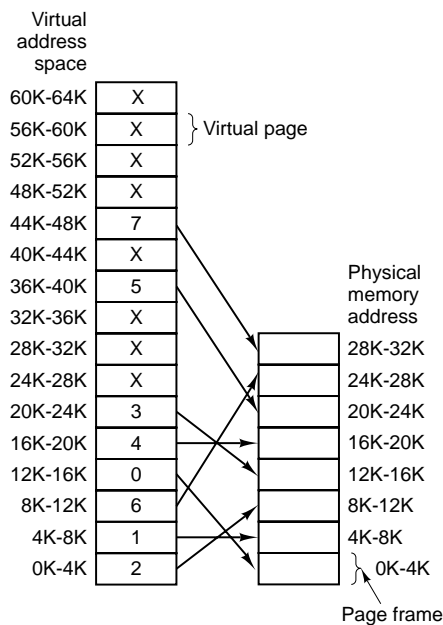 Virtual
address
space
60K-64K X
56K-60K X
Virtual page
52K-56K X
48K-52K X
44K-48K 7
40K-44K X
36K-40K 5
32K-36K X
28K-32K X
24K-28K X
20K-24K 3
16K-20K 4
12K-16K 0
8K-12K 6
4K-8K 1
0K-4K 2
Physical
memory
address
28K-32K
24K-28K
20K-24K
16K-20K
12K-16K
8K-12K
4K-8K
0K-4K
Page frame